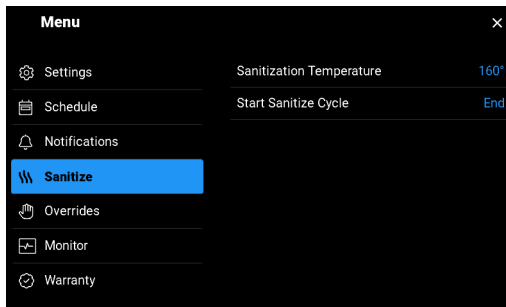 Menu
Settings
Schedule
Notifications
Sanitize
Overrides
Monitor
Warranty
Sanitization Temperature 160°
Start Sanitize Cycle End